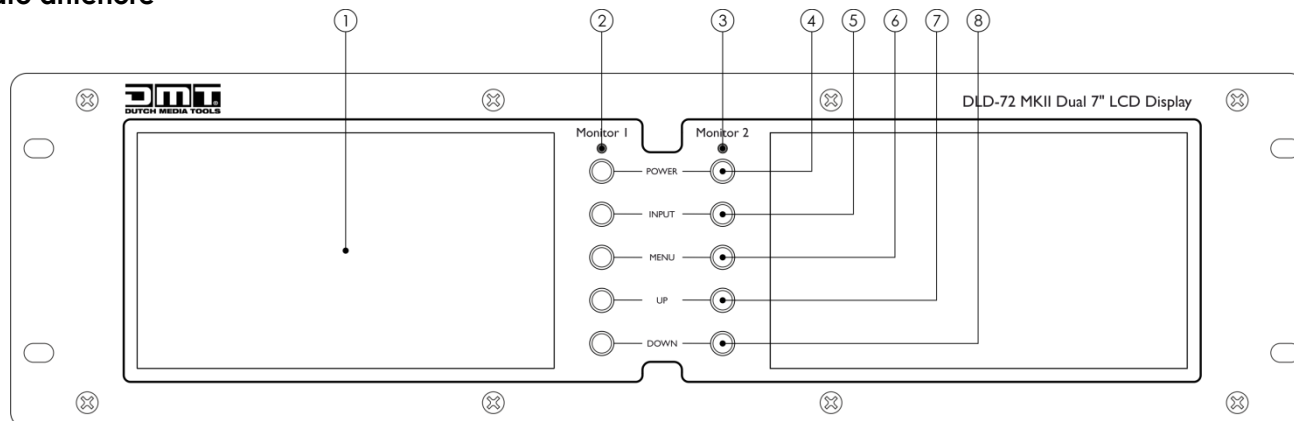 1 2 3 4 5 6 7 8
DMT
DUTCH MEDIA TOOLS
DLD-72 MKII Dual 7" LCD Display
Monitor 1 Monitor 2
POWER
INPUT
MENU
UP
DOWN